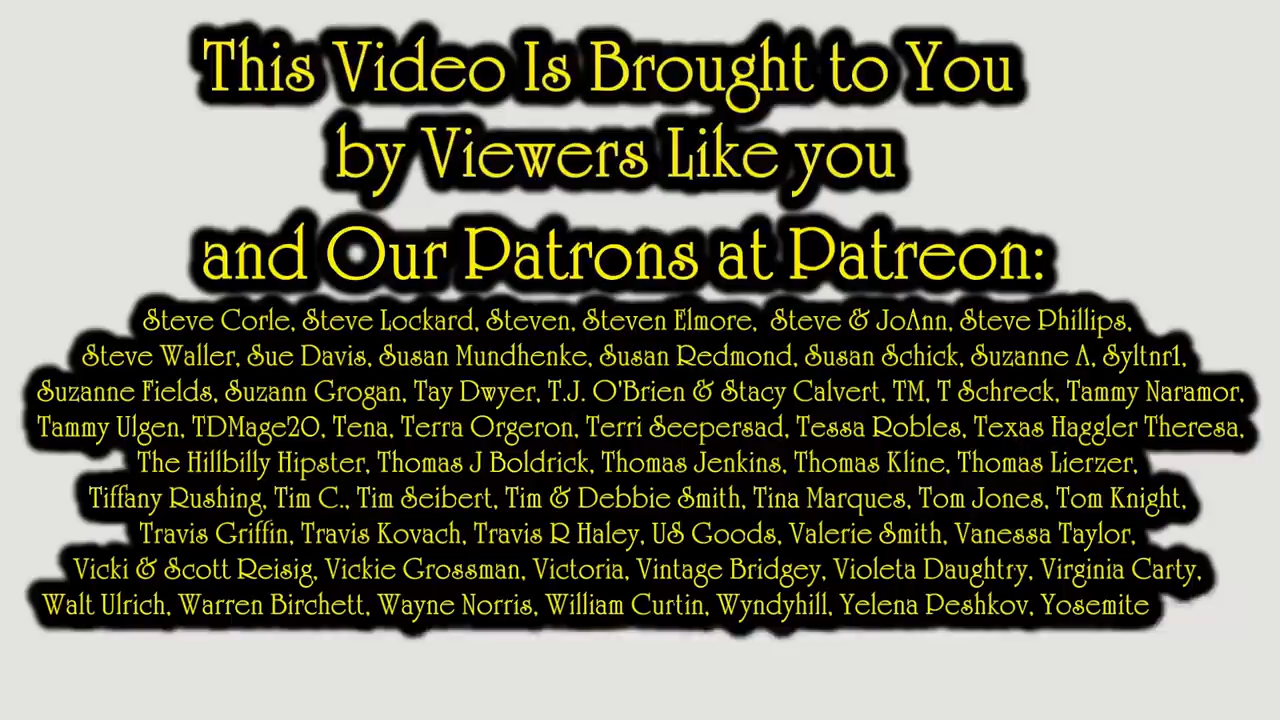 This Video Is Brought to You
by Viewers Like you
and Our Patrons at Patreon:
Steve Corle, Steve Lockard, Steven, Steven Elmore, Steve & JoAnn, Steve Phillips,
Steve Waller, Sue Davis, Susan Mundhenke, Susan Redmond, Susan Schick, Suzanne A, Syltnr1,
Suzanne Fields, Suzann Grogan, Tay Dwyer, T.J. O'Brien & Stacy Calvert, TM, T Schreck, Tammy Naramor,
Tammy Ulgen, TDMage20, Tena, Terra Orgeron, Terri Seepersad, Tessa Robles, Texas Haggler Theresa,
The Hillbilly Hipster, Thomas J Boldrick, Thomas Jenkins, Thomas Kline, Thomas Lierzer,
Tiffany Rushing, Tim C., Tim Seibert, Tim & Debbie Smith, Tina Marques, Tom Jones, Tom Knight,
Travis Griffin, Travis Kovach, Travis R Haley, US Goods, Valerie Smith, Vanessa Taylor,
Vicki & Scott Reisig, Vickie Grossman, Victoria, Vintage Bridgey, Violeta Daughtry, Virginia Carty,
Walt Ulrich, Warren Birchett, Wayne Norris, William Curtin, Wyndyhill, Yelena Peshkov, Yosemite